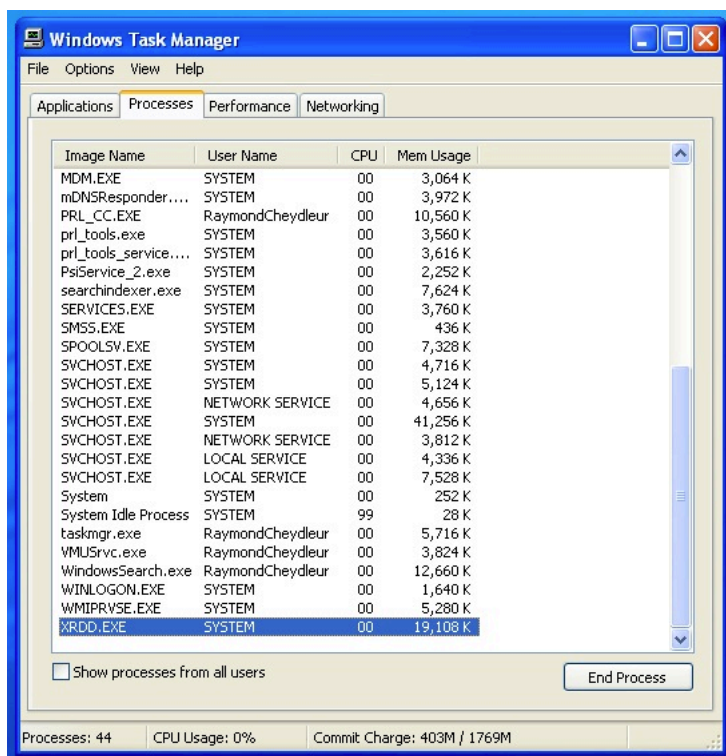 Windows Task Manager
File Options View Help
Applications Processes Performance Networking
Image Name User Name CPU Mem Usage
MDM.EXE SYSTEM 00 3,064 K
mDNSResponder.... SYSTEM 00 3,972 K
PRL_CC.EXE RaymondCheydleur 00 10,560 K
prl_tools.exe SYSTEM 00 3,560 K
prl_tools_service.... SYSTEM 00 3,616 K
PsiService_2.exe SYSTEM 00 2,252 K
searchindexer.exe SYSTEM 00 7,624 K
SERVICES.EXE SYSTEM 00 3,760 K
SMSS.EXE SYSTEM 00 436 K
SPOOLSV.EXE SYSTEM 00 7,328 K
SVCHOST.EXE SYSTEM 00 4,716 K
SVCHOST.EXE SYSTEM 00 5,124 K
SVCHOST.EXE NETWORK SERVICE 00 4,656 K
SVCHOST.EXE SYSTEM 00 41,256 K
SVCHOST.EXE NETWORK SERVICE 00 3,812 K
SVCHOST.EXE LOCAL SERVICE 00 4,336 K
SVCHOST.EXE LOCAL SERVICE 00 7,528 K
System SYSTEM 00 252 K
System Idle Process SYSTEM 99 28 K
taskmgr.exe RaymondCheydleur 00 5,716 K
VMUSrvc.exe RaymondCheydleur 00 3,824 K
WindowsSearch.exe RaymondCheydleur 00 12,660 K
WINLOGON.EXE SYSTEM 00 1,640 K
WMIPRVSE.EXE SYSTEM 00 5,280 K
XRDD.EXE SYSTEM 00 19,108 K
Show processes from all users
End Process
Processes: 44 CPU Usage: 0% Commit Charge: 403M / 1769M